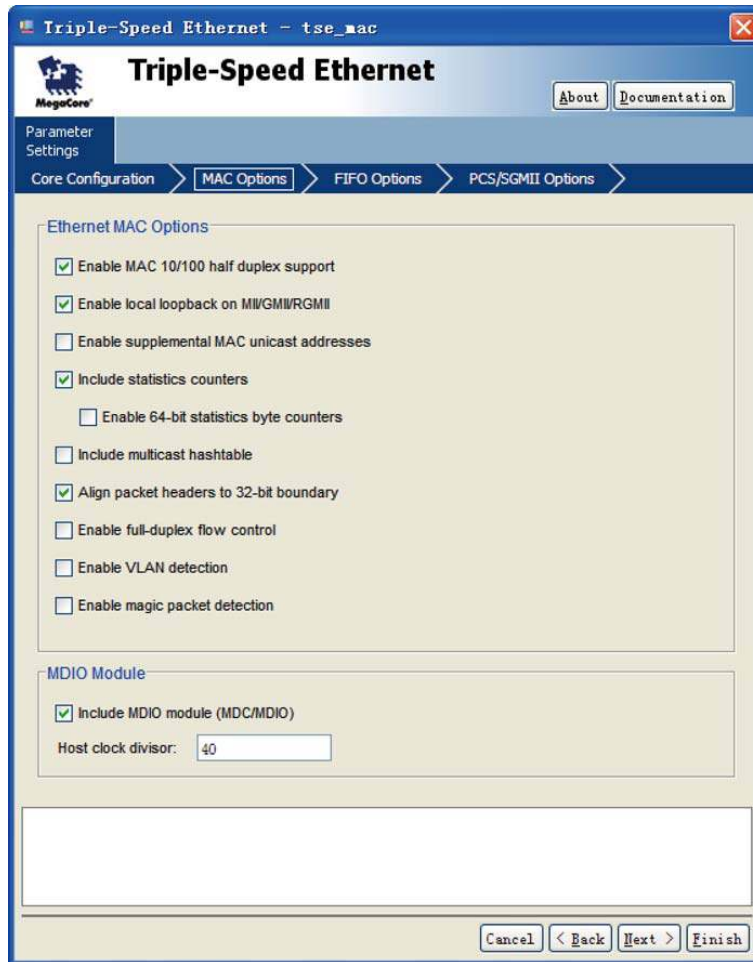 Triple-Speed Ethernet - tse_mac
MegaCore®
Triple-Speed Ethernet
About
Documentation
Parameter
Settings
Core Configuration
MAC Options
FIFO Options
PCS/SGMII Options
Ethernet MAC Options
Enable MAC 10/100 half duplex support
Enable local loopback on MII/GMII/RGMII
Enable supplemental MAC unicast addresses
Include statistics counters
Enable 64-bit statistics byte counters
Include multicast hashtable
Align packet headers to 32-bit boundary
Enable full-duplex flow control
Enable VLAN detection
Enable magic packet detection
MDIO Module
Include MDIO module (MDC/MDIO)
Host clock divisor: 40
Cancel
< Back
Next >
Finish